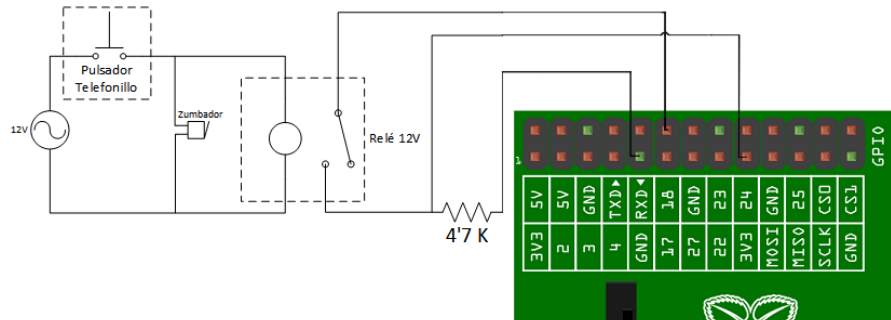 Pulsador
Telefonillo
12V
Zumbador
Relé 12V
4'7 K
1
GPIO
5V 5V GND TXD RXD 18 GND 23 24 GND 25 CS0 CS1
3V3 2 3 4 GND 17 27 22 3V3 MOSI MISO SCLK GND